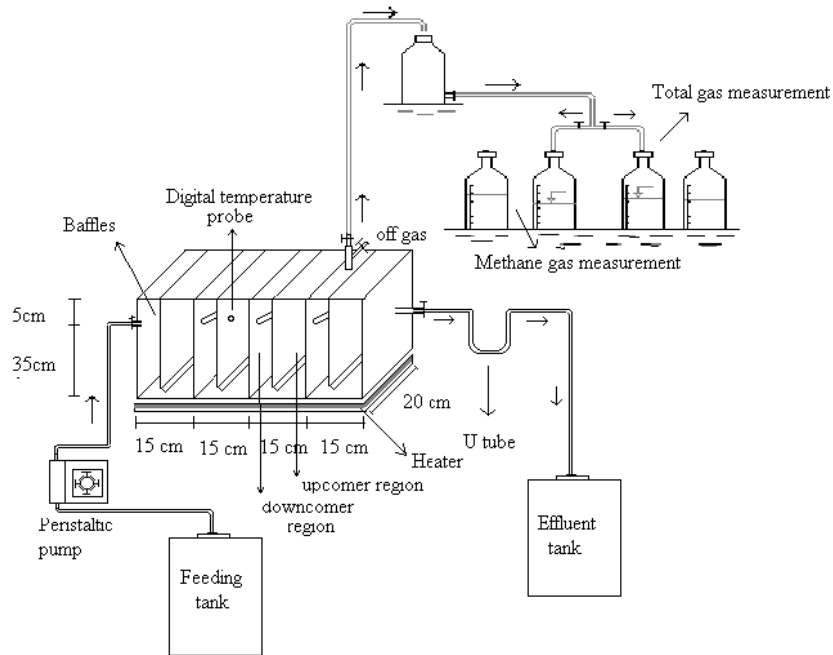 Total gas measurement
Digital temperature
probe
Baffles
off gas
Methane gas measurement
5cm
35cm
20 cm
15 cm
15 cm
15 cm
15 cm
Heater
U tube
upcomer region
downcomer
region
Peristaltic
pump
Feeding
tank
Effluent
tank